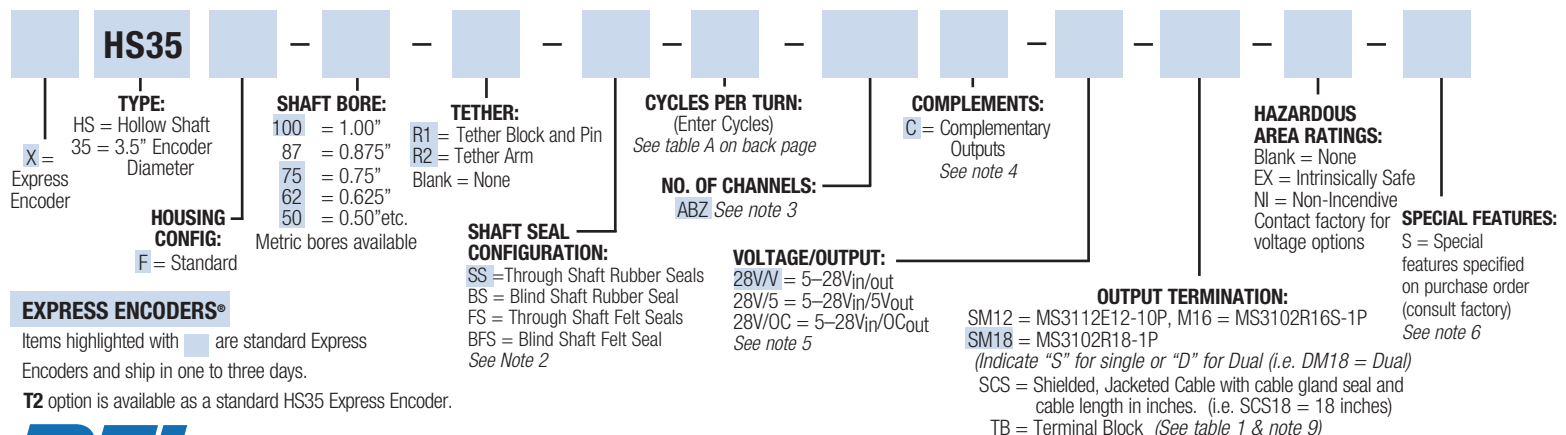 HS35 – – – – – – – – –
TYPE:
HS = Hollow Shaft
35 = 3.5" Encoder
Diameter
X =
Express
Encoder
HOUSING
CONFIG:
F = Standard
SHAFT BORE:
100 = 1.00"
87 = 0.875"
75 = 0.75"
62 = 0.625"
50 = 0.50"etc.
Metric bores available
TETHER:
R1 = Tether Block and Pin
R2 = Tether Arm
Blank = None
SHAFT SEAL
CONFIGURATION:
SS =Through Shaft Rubber Seals
BS = Blind Shaft Rubber Seal
FS = Through Shaft Felt Seals
BFS = Blind Shaft Felt Seal
See Note 2
CYCLES PER TURN:
(Enter Cycles)
See table A on back page
NO. OF CHANNELS:
ABZ See note 3
COMPLEMENTS:
C = Complementary
Outputs
See note 4
VOLTAGE/OUTPUT:
28V/V = 5–28Vin/out
28V/5 = 5–28Vin/5Vout
28V/OC = 5–28Vin/OCout
See note 5
OUTPUT TERMINATION:
SM12 = MS3112E12-10P, M16 = MS3102R16S-1P
SM18 = MS3102R18-1P
(Indicate "S" for single or "D" for Dual (i.e. DM18 = Dual)
SCS = Shielded, Jacketed Cable with cable gland seal and
cable length in inches. (i.e. SCS18 = 18 inches)
TB = Terminal Block (See table 1 & note 9)
HAZARDOUS
AREA RATINGS:
Blank = None
EX = Intrinsically Safe
NI = Non-Incendive
Contact factory for
voltage options
SPECIAL FEATURES:
S = Special
features specified
on purchase order
(consult factory)
See note 6
EXPRESS ENCODERS®
Items highlighted with are standard Express
Encoders and ship in one to three days.
T2 option is available as a standard HS35 Express Encoder.